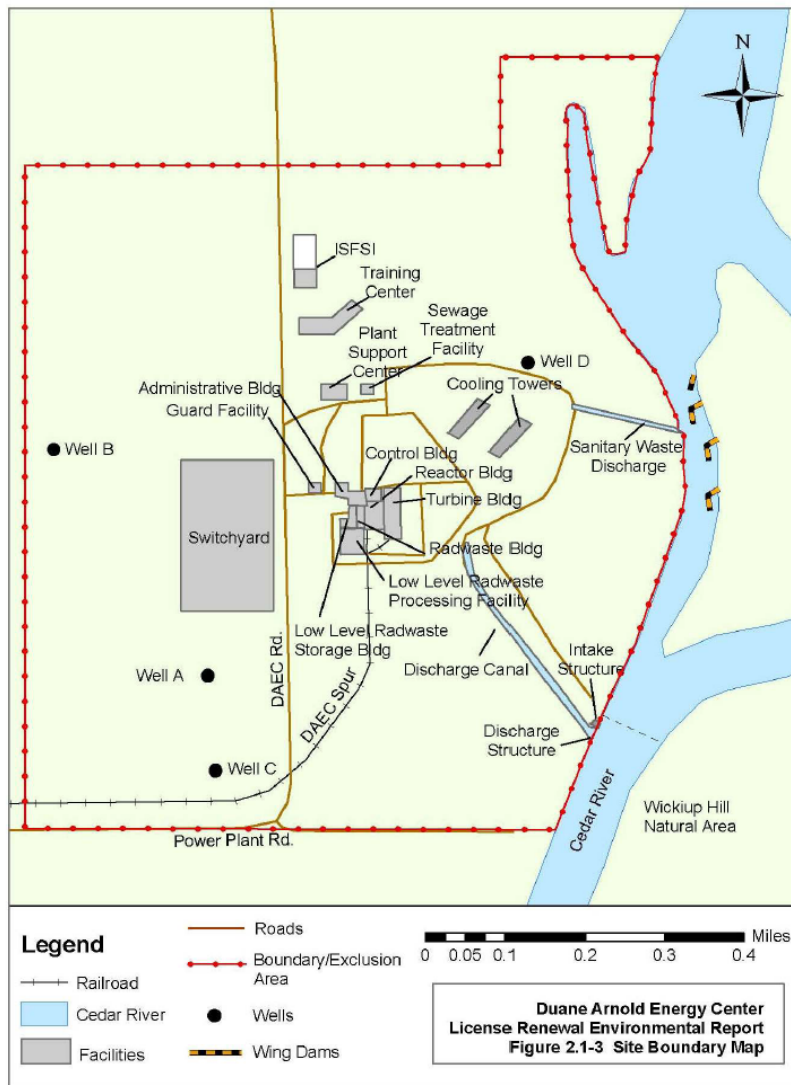 N
ISFSI
Training
Center
Sewage
Treatment
Facility
Plant
Support
Center
Well D
Administrative Bldg
Guard Facility
Cooling Towers
Well B
Control Bldg
Sanitary Waste
Discharge
Reactor Bldg
Turbine Bldg
Switchyard
Radwaste Bldg
Low Level Radwaste
Processing Facility
Low Level Radwaste
Storage Bldg
DAEC Rd.
Discharge Canal
Intake
Structure
Well A
DAEC Spur
Discharge
Structure
Well C
Cedar River
Wickiup Hill
Natural Area
Power Plant Rd.
Legend
Railroad
Cedar River
Facilities
Roads
Boundary/Exclusion
Area
Wells
Wing Dams
Miles
0 0.05 0.1 0.2 0.3 0.4
Duane Arnold Energy Center
License Renewal Environmental Report
Figure 2.1-3 Site Boundary Map